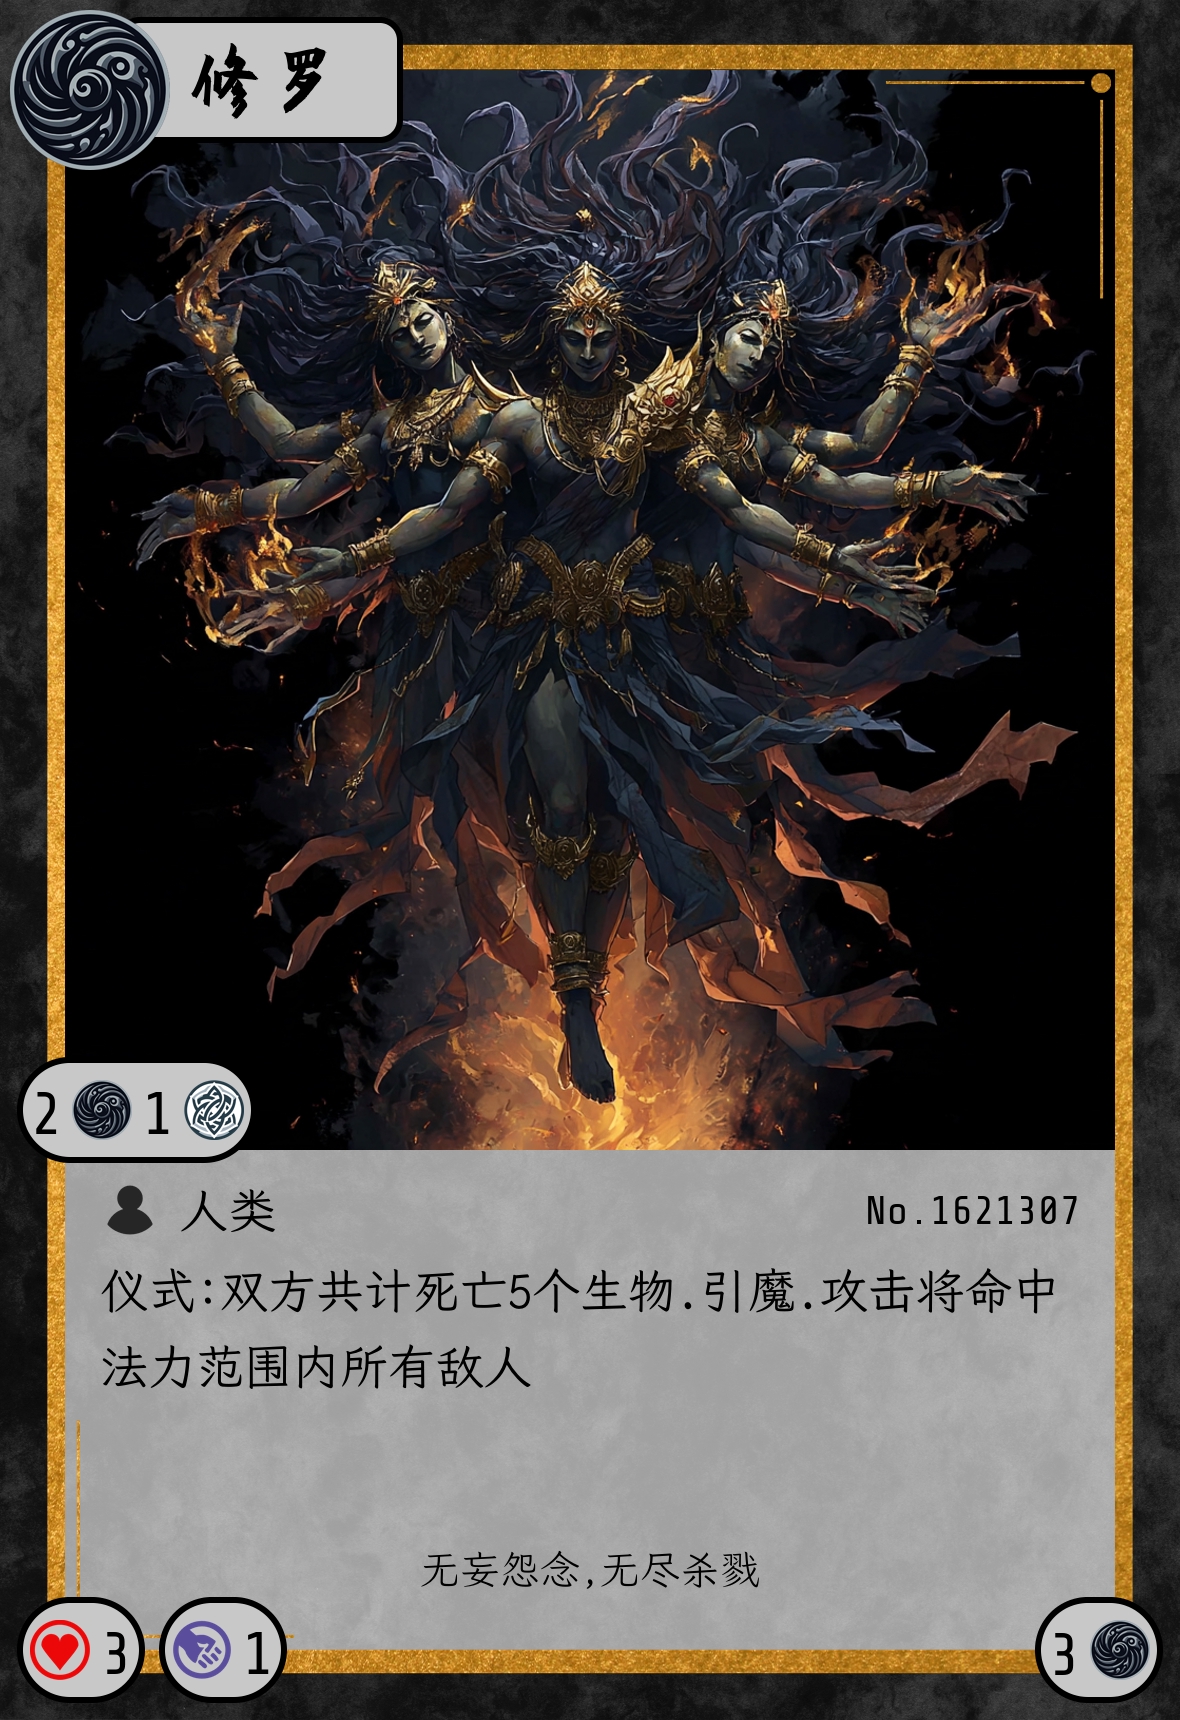 修罗
2 1
人类
No.1621307
仪式:双方共计死亡5个生物.引魔.攻击将命中
法力范围内所有敌人
无妄怨念,无尽杀戮
3 1
3